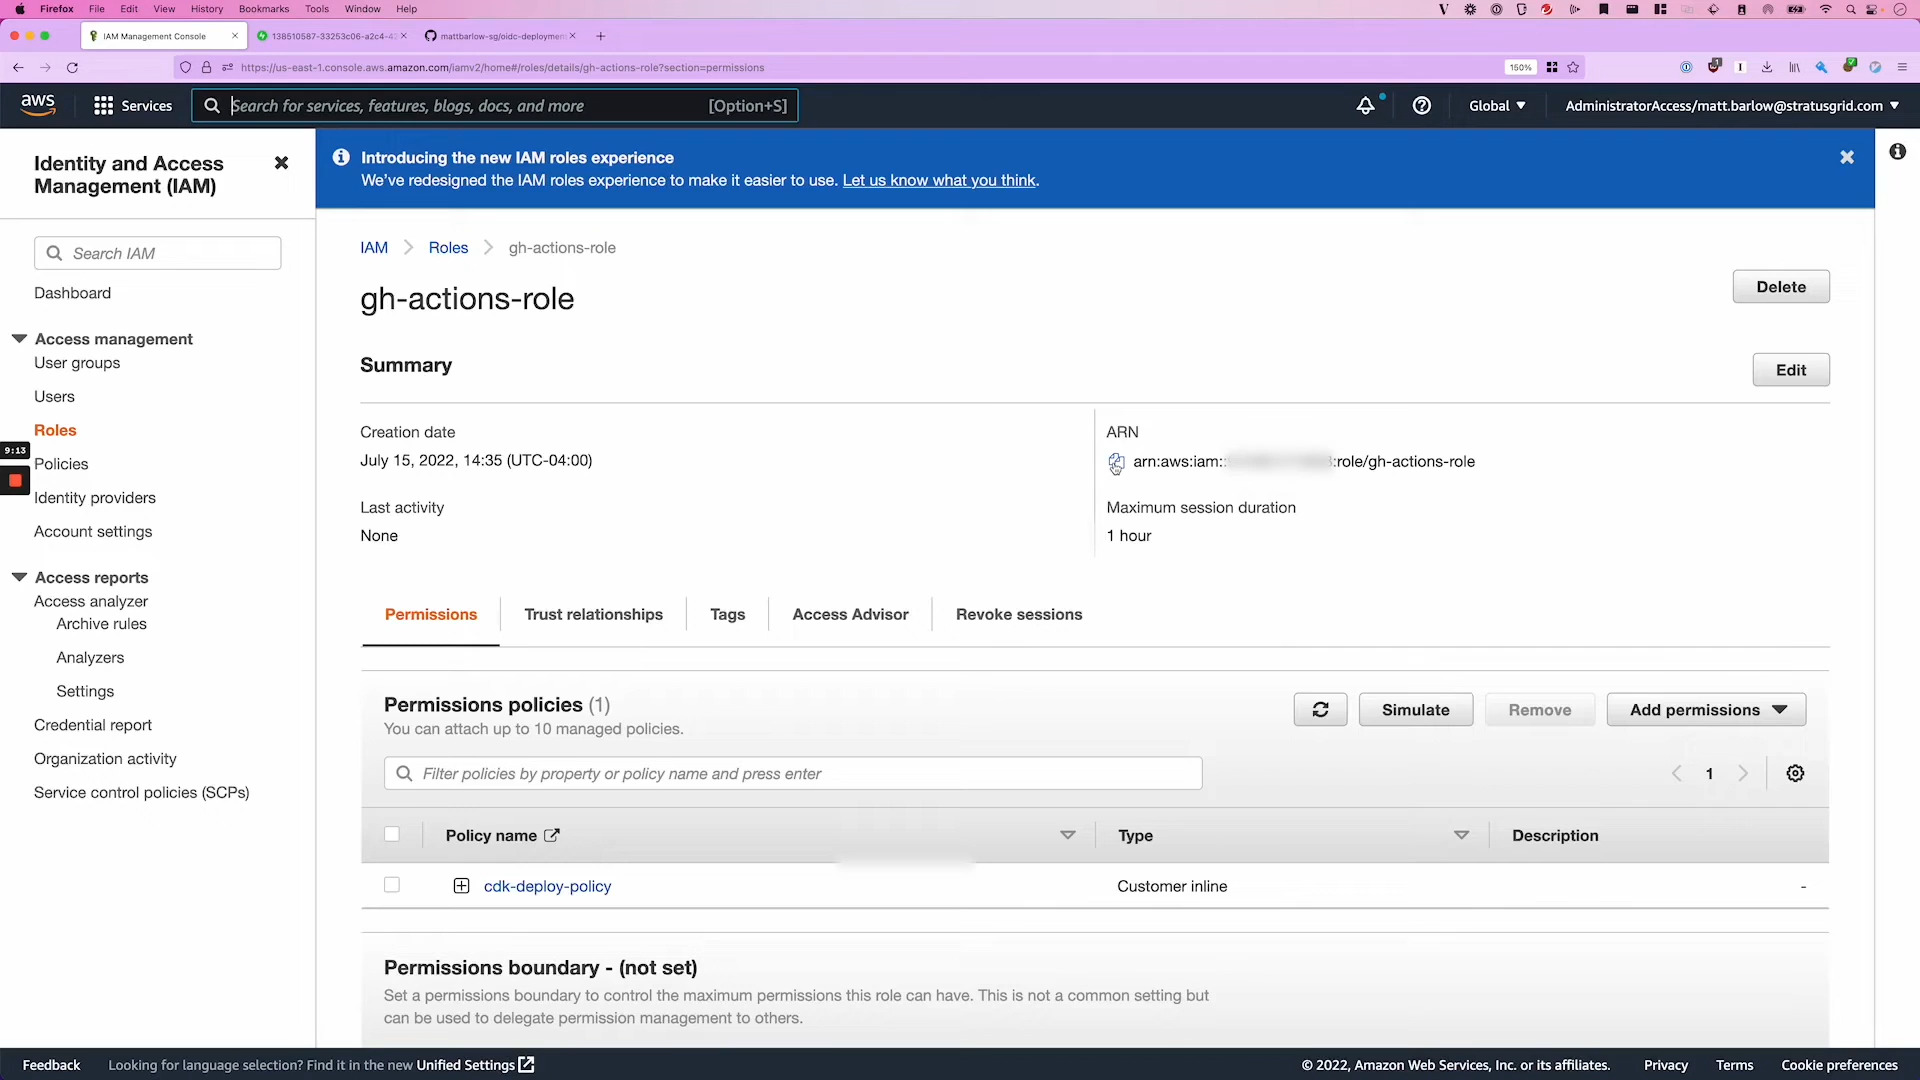 Firefox File Edit View History Bookmarks Tools Window Help
IAM Management Console
138510587-33253c06-a2c4-42
mattbarlow-sg/oidc-deployment
https://us-east-1.console.aws.amazon.com/iamv2/home#/roles/details/gh-actions-role?section=permissions
150%
aws
Services
Search for services, features, blogs, docs, and more [Option+S]
Global
AdministratorAccess/matt.barlow@stratusgrid.com
Identity and Access Management (IAM)
Introducing the new IAM roles experience
We've redesigned the IAM roles experience to make it easier to use. Let us know what you think.
Search IAM
Dashboard
Access management
User groups
Users
Roles
Policies
Identity providers
Account settings
Access reports
Access analyzer
Archive rules
Analyzers
Settings
Credential report
Organization activity
Service control policies (SCPs)
9:13
IAM > Roles > gh-actions-role
gh-actions-role
Delete
Summary
Edit
Creation date
July 15, 2022, 14:35 (UTC-04:00)
ARN
arn:aws:iam: :role/gh-actions-role
Last activity
None
Maximum session duration
1 hour
Permissions Trust relationships Tags Access Advisor Revoke sessions
Permissions policies (1)
You can attach up to 10 managed policies.
Simulate Remove Add permissions
Filter policies by property or policy name and press enter
1
Policy name Type Description
cdk-deploy-policy Customer inline -
Permissions boundary - (not set)
Set a permissions boundary to control the maximum permissions this role can have. This is not a common setting but
can be used to delegate permission management to others.
Feedback Looking for language selection? Find it in the new Unified Settings
© 2022, Amazon Web Services, Inc. or its affiliates. Privacy Terms Cookie preferences